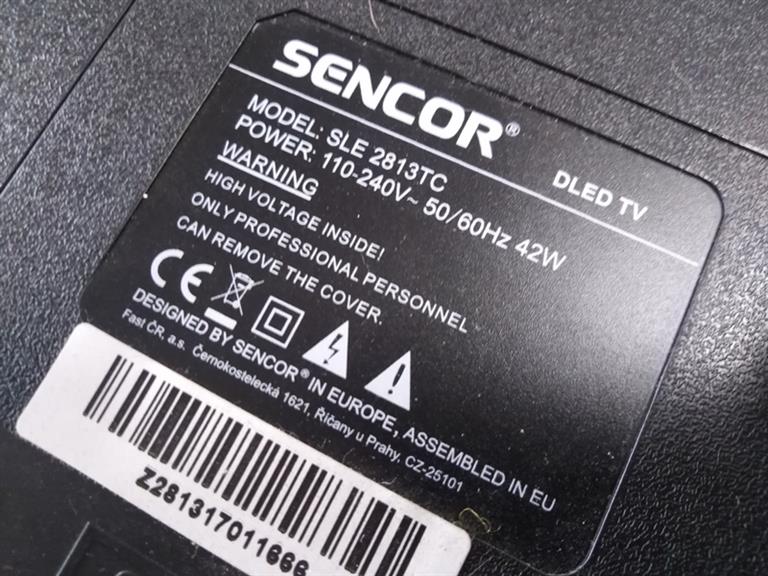 SENCOR®
DLED TV
MODEL: SLE 2813TC
POWER: 110-240V~ 50/60Hz 42W
WARNING
HIGH VOLTAGE INSIDE!
ONLY PROFESSIONAL PERSONNEL
CAN REMOVE THE COVER.
CE
DESIGNED BY SENCOR® IN EUROPE, ASSEMBLED IN EU
Fast ČR, a.s. Černokostelecká 1621, Říčany u Prahy, CZ-25101
Z281317011666